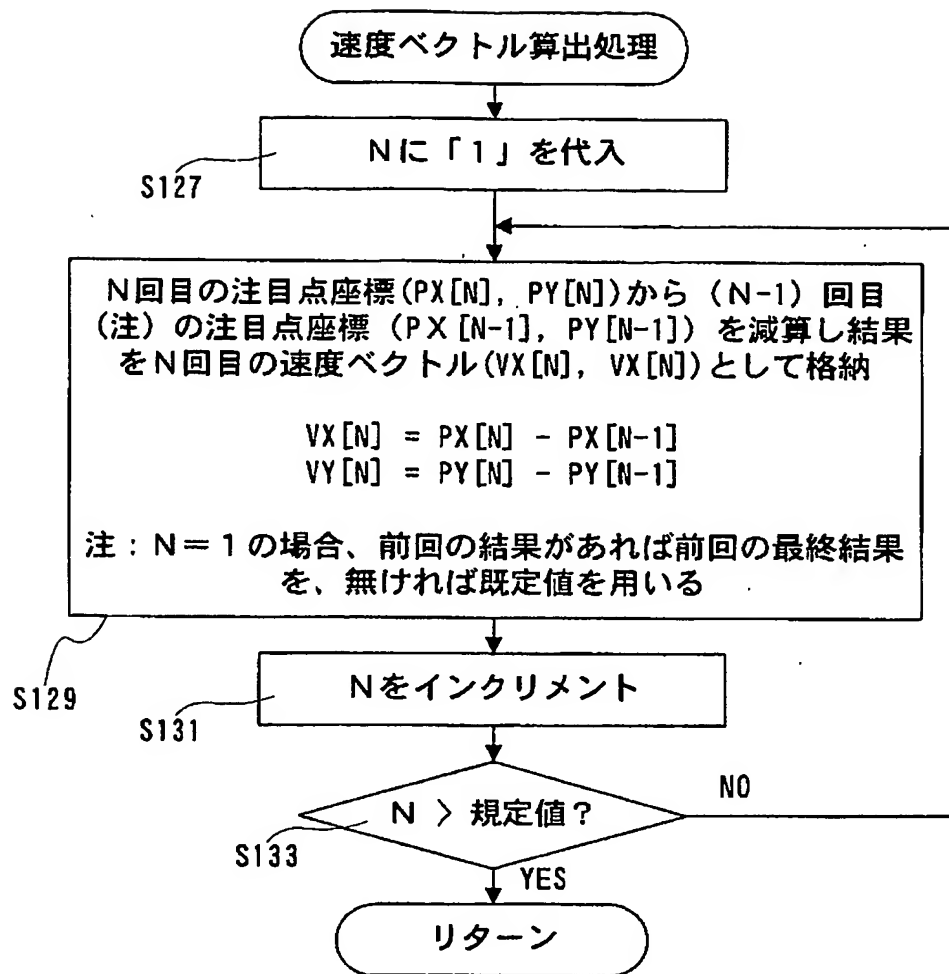 速度ベクトル算出処理
Nに「1」を代入
S127
N回目の注目点座標(PX[N], PY[N])から (N-1) 回目
(注) の注目点座標 (PX[N-1], PY[N-1]) を減算し結果
をN回目の速度ベクトル(VX[N], VX[N])として格納
VX[N] = PX[N] - PX[N-1]
VY[N] = PY[N] - PY[N-1]
注：N＝1の場合、前回の結果があれば前回の最終結果
を、無ければ既定値を用いる
S129
Nをインクリメント
S131
N 〉規定値？
NO
S133
YES
リターン